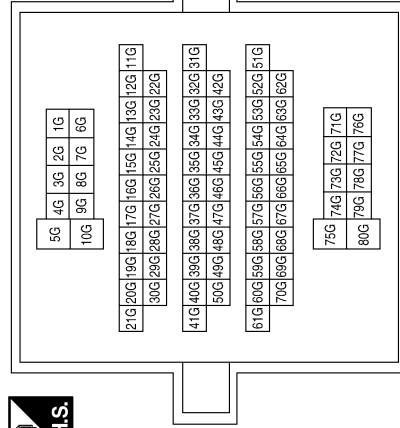 H.S.
5G 4G 3G 2G 1G
10G 9G 8G 7G 6G
21G 20G 19G 18G 17G 16G 15G 14G 13G 12G 11G
30G 29G 28G 27G 26G 25G 24G 23G 22G
41G 40G 39G 38G 37G 36G 35G 34G 33G 32G 31G
50G 49G 48G 47G 46G 45G 44G 43G 42G
61G 60G 59G 58G 57G 56G 55G 54G 53G 52G 51G
70G 69G 68G 67G 66G 65G 64G 63G 62G
75G 74G 73G 72G 71G
80G 79G 78G 77G 76G